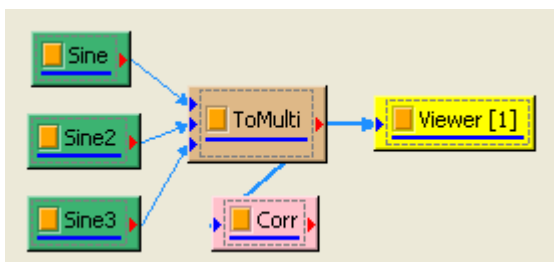 Sine
Sine2
Sine3
ToMulti
Corr
Viewer [1]